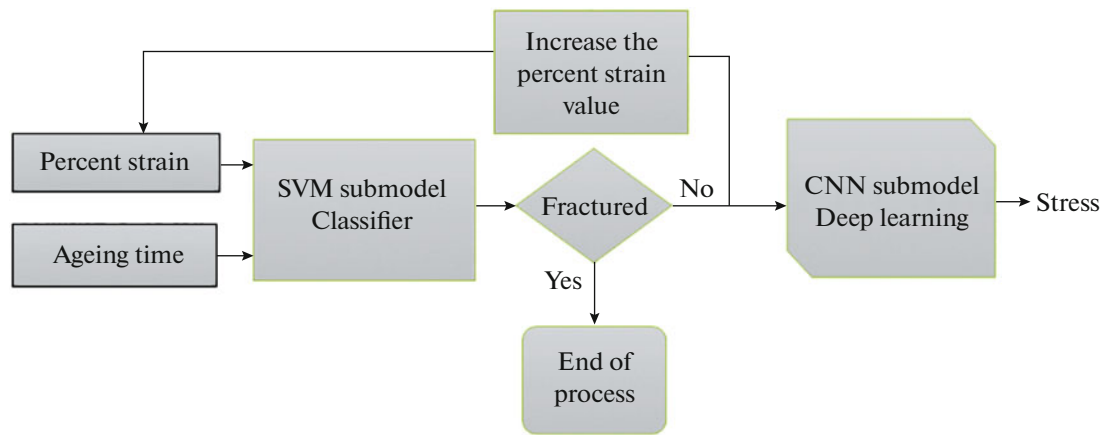 Increase the
percent strain
value
Percent strain
Ageing time
SVM submodel
Classifier
Fractured
No
Yes
End of
process
CNN submodel
Deep learning
Stress